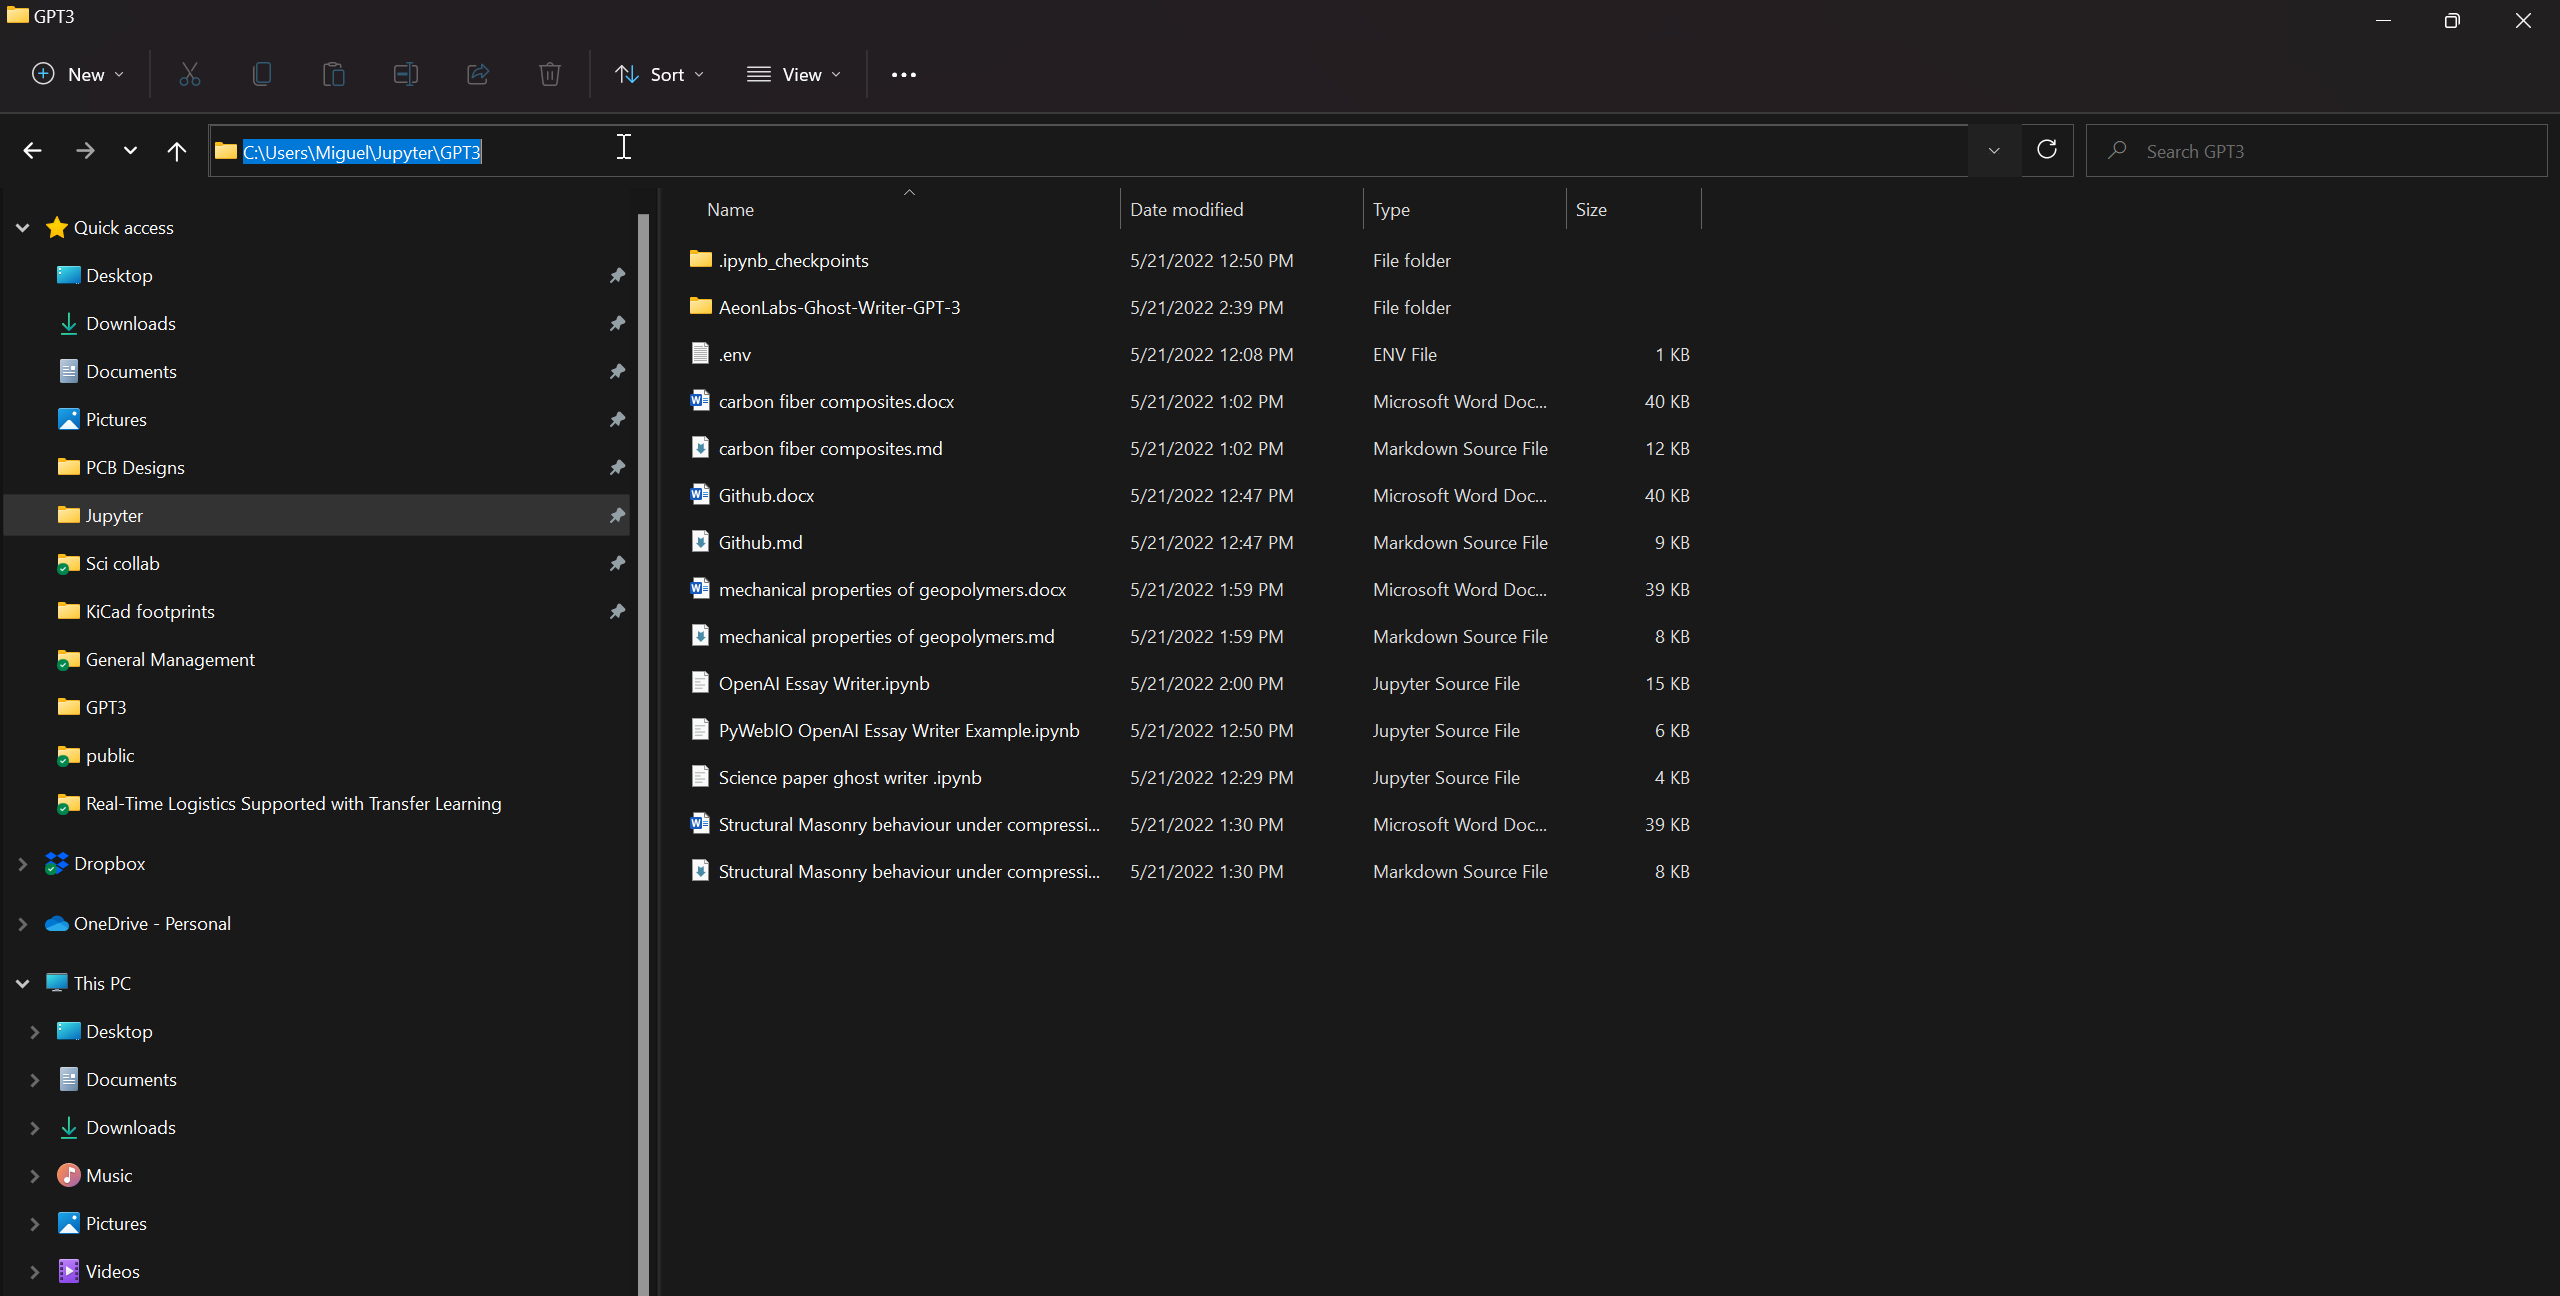 GPT3
New Sort View
C:\Users\Miguel\Jupyter\GPT3
Search GPT3
Quick access
Desktop
Downloads
Documents
Pictures
PCB Designs
Jupyter
Sci collab
KiCad footprints
General Management
GPT3
public
Real-Time Logistics Supported with Transfer Learning
Dropbox
OneDrive - Personal
This PC
Desktop
Documents
Downloads
Music
Pictures
Videos
Name Date modified Type Size
.ipynb_checkpoints 5/21/2022 12:50 PM File folder
AeonLabs-Ghost-Writer-GPT-3 5/21/2022 2:39 PM File folder
.env 5/21/2022 12:08 PM ENV File 1 KB
carbon fiber composites.docx 5/21/2022 1:02 PM Microsoft Word Doc... 40 KB
carbon fiber composites.md 5/21/2022 1:02 PM Markdown Source File 12 KB
Github.docx 5/21/2022 12:47 PM Microsoft Word Doc... 40 KB
Github.md 5/21/2022 12:47 PM Markdown Source File 9 KB
mechanical properties of geopolymers.docx 5/21/2022 1:59 PM Microsoft Word Doc... 39 KB
mechanical properties of geopolymers.md 5/21/2022 1:59 PM Markdown Source File 8 KB
OpenAI Essay Writer.ipynb 5/21/2022 2:00 PM Jupyter Source File 15 KB
PyWebIO OpenAI Essay Writer Example.ipynb 5/21/2022 12:50 PM Jupyter Source File 6 KB
Science paper ghost writer .ipynb 5/21/2022 12:29 PM Jupyter Source File 4 KB
Structural Masonry behaviour under compressi... 5/21/2022 1:30 PM Microsoft Word Doc... 39 KB
Structural Masonry behaviour under compressi... 5/21/2022 1:30 PM Markdown Source File 8 KB